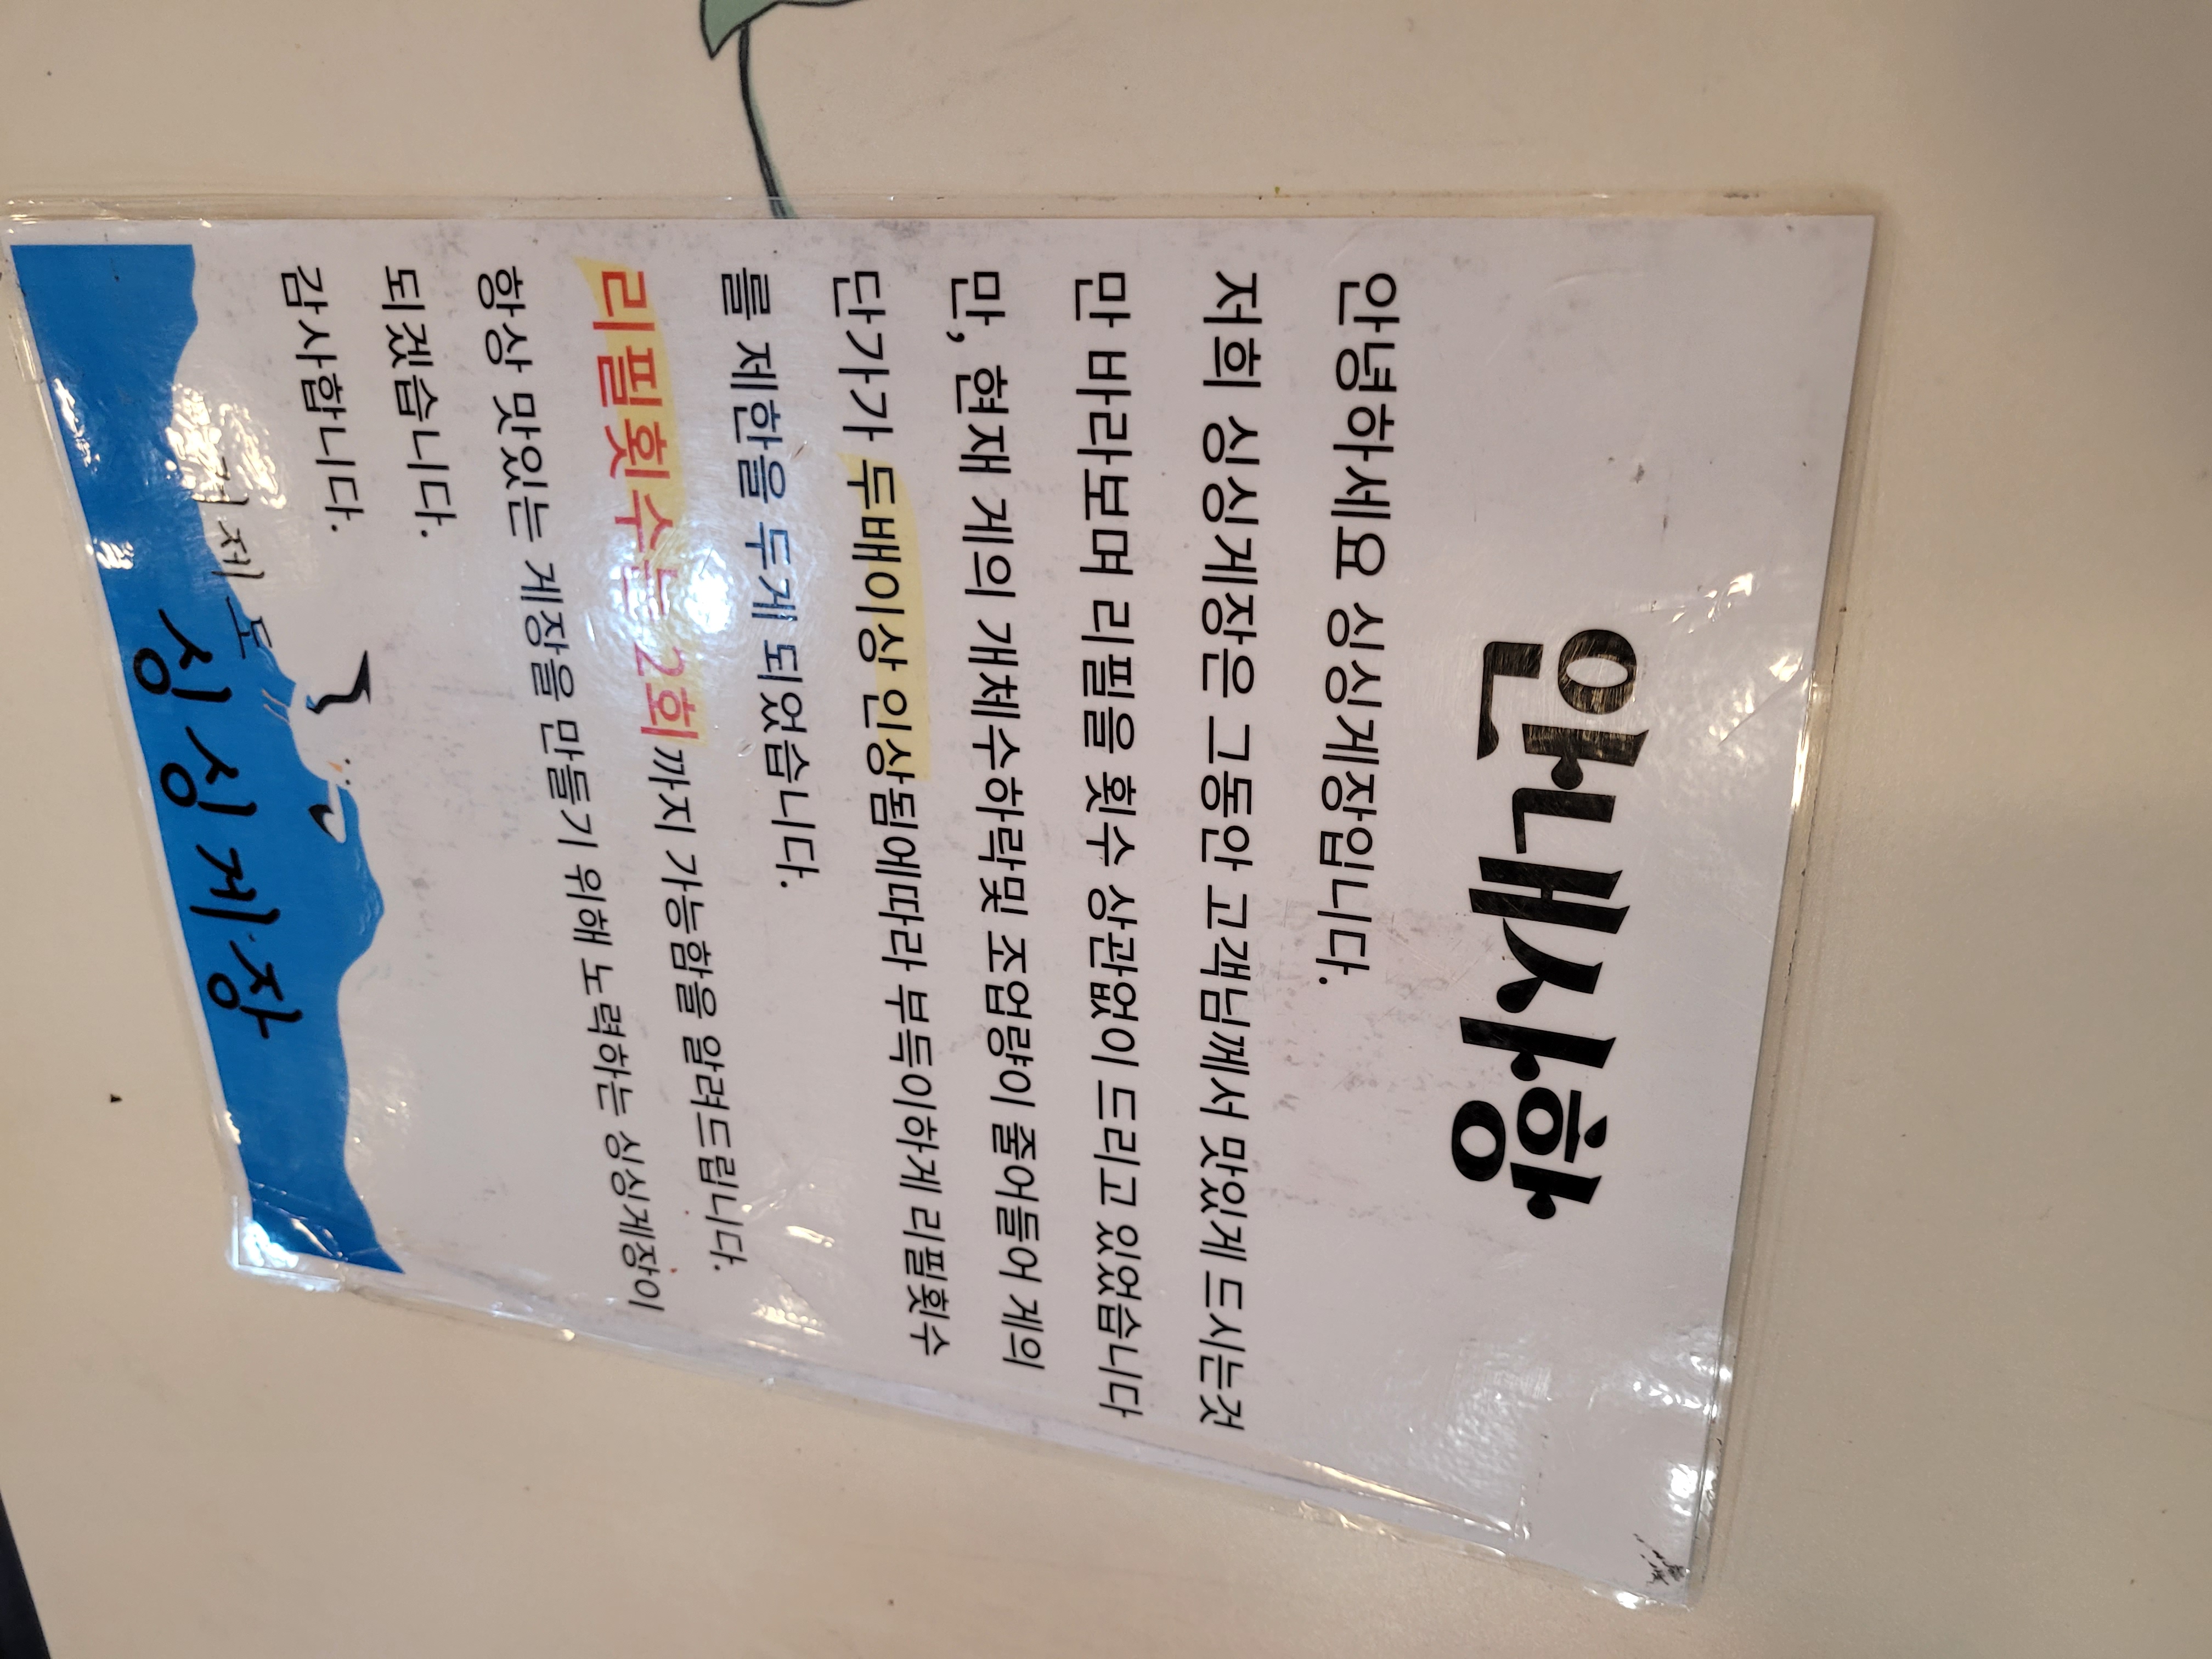 안내사항
안녕하세요 싱싱게장입니다.
저희 싱싱게장은 그동안 고객님께서 맛있게 드시는것
만 바라보며 리필을 횟수 상관없이 드리고 있었습니다
만, 현재 게의 개체수하락및 조업량이 줄어들어 게의
단가가 두배이상 인상됨에따라 부득이하게 리필횟수
를 제한을 두게 되었습니다.
리필횟수는 2회까지 가능함을 알려드립니다.
항상 맛있는 게장을 만들기 위해 노력하는 싱싱게장이
되겠습니다.
감사합니다.
거제도
싱싱게장